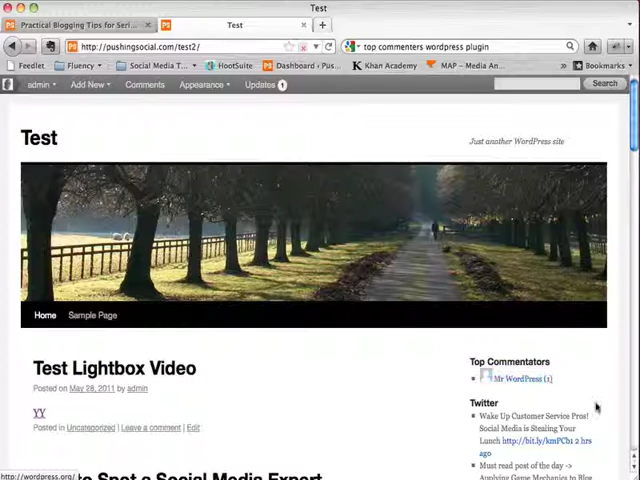 Test
Practical Blogging Tips for Seri...
Test
http://pushingsocial.com/test2/
top commenters wordpress plugin
Feedlet
Fluency
Social Media T...
HootSuite
Dashboard ‹ Pus...
Khan Academy
MAP – Media An...
Bookmarks
admin
Add New
Comments
Appearance
Updates 1
Search
Test
Just another WordPress site
Home
Sample Page
Test Lightbox Video
Posted on May 28, 2011 by admin
YY
Posted in Uncategorized | Leave a comment | Edit
to Spot a Social Media Expert
Top Commentators
Mr WordPress (1)
Twitter
Wake Up Customer Service Pros!
Social Media is Stealing Your
Lunch http://bit.ly/kmPCb1 2 hrs
ago
Must read post of the day ->
Applying Game Mechanics to Blog
http://wordpress.org/